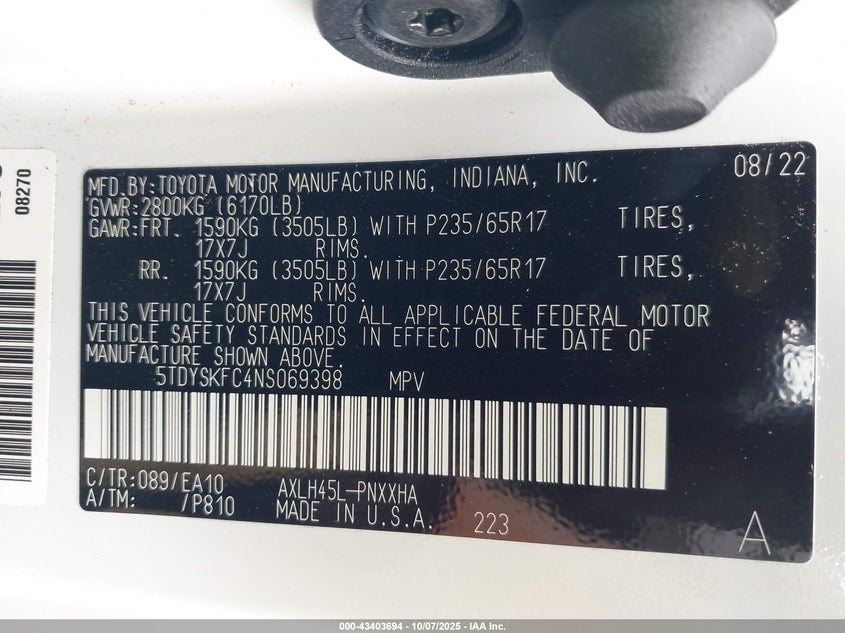 08270
MFD.BY:TOYOTA MOTOR MANUFACTURING, INDIANA, INC. 08/22
GVWR:2800KG (6170LB)
GAWR:FRT. 1590KG (3505LB) WITH P235/65R17 TIRES,
17X7J RIMS.
RR. 1590KG (3505LB) WITH P235/65R17 TIRES,
17X7J RIMS.
THIS VEHICLE CONFORMS TO ALL APPLICABLE FEDERAL MOTOR
VEHICLE SAFETY STANDARDS IN EFFECT ON THE DATE OF
MANUFACTURE SHOWN ABOVE.
5TDYSKFC4NS069398 MPV
C/TR:089/EA10 AXLH45L-PNXXHA
A/TM: /P810 MADE IN U.S.A. 223 A
000-43403694 - 10/07/2025 - IAA Inc.